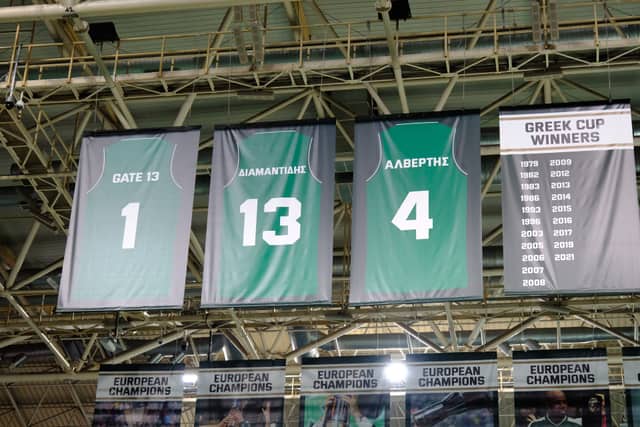 GATE 13
1
ΔΙΑΜΑΝΤΙΔΗΣ
13
ΑΛΒΕΡΤΗΣ
4
GREEK CUP
WINNERS
1979 2009
1982 2012
1983 2013
1986 2014
1993 2015
1996 2016
2003 2017
2005 2019
2006 2021
2007
2008
EUROPEAN
CHAMPIONS
EUROPEAN
CHAMPIONS
EUROPEAN
CHAMPIONS
EUROPEAN
CHAMPIONS
EUROPEAN
CHAMPIONS